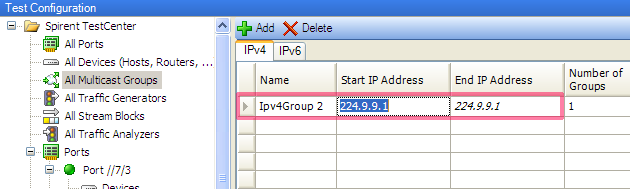 Test Configuration
Spirent TestCenter
All Ports
All Devices (Hosts, Routers, ...
All Multicast Groups
All Traffic Generators
All Stream Blocks
All Traffic Analyzers
Ports
Port //7/3
Devices
Add Delete
IPv4 IPv6
Name Start IP Address End IP Address Number of Groups
Ipv4Group 2 224.9.9.1 224.9.9.1 1